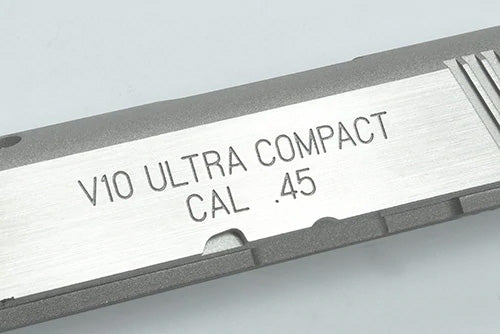 V10 ULTRA COMPACT
CAL .45